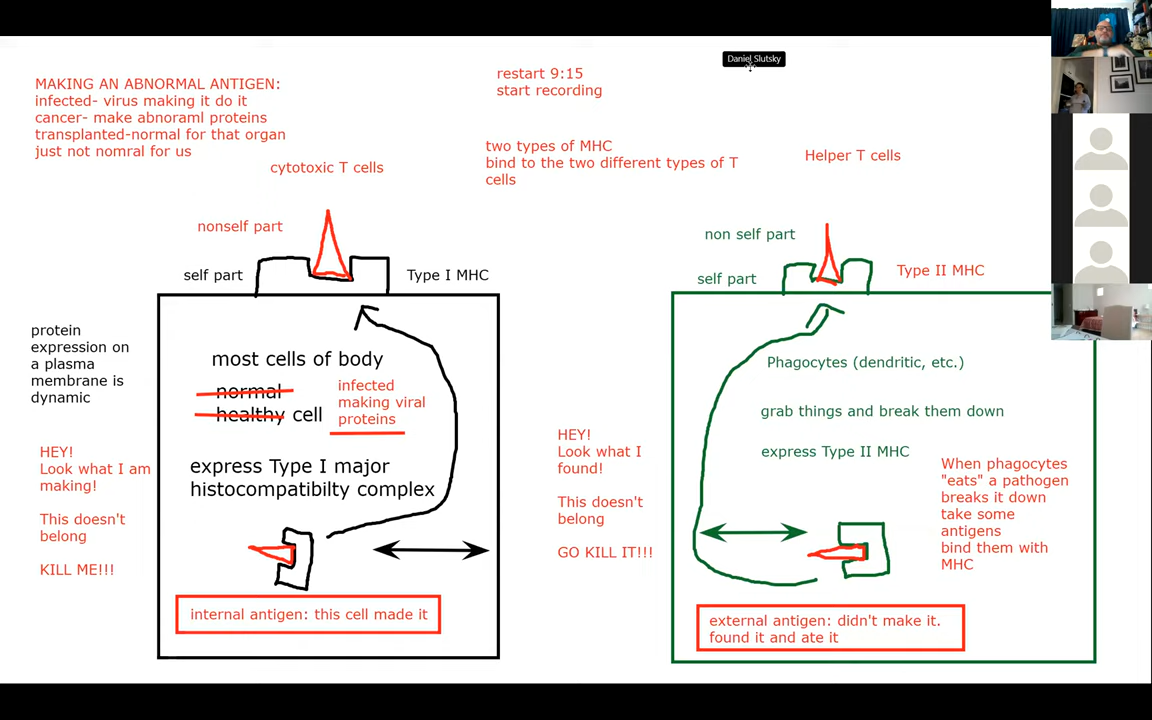 Daniel Slutsky
restart 9:15
start recording
MAKING AN ABNORMAL ANTIGEN:
infected- virus making it do it
cancer- make abnoraml proteins
transplanted-normal for that organ
just not nomral for us
cytotoxic T cells
two types of MHC
bind to the two different types of T
cells
Helper T cells
nonself part
self part
Type I MHC
non self part
self part
Type II MHC
protein
expression on
a plasma
membrane is
dynamic
most cells of body
normal
healthy cell
infected
making viral
proteins
express Type I major
histocompatibilty complex
HEY!
Look what I am
making!
This doesn't
belong
KILL ME!!!
internal antigen: this cell made it
HEY!
Look what I
found!
This doesn't
belong
GO KILL IT!!!
Phagocytes (dendritic, etc.)
grab things and break them down
express Type II MHC
When phagocytes
"eats" a pathogen
breaks it down
take some
antigens
bind them with
MHC
external antigen: didn't make it.
found it and ate it